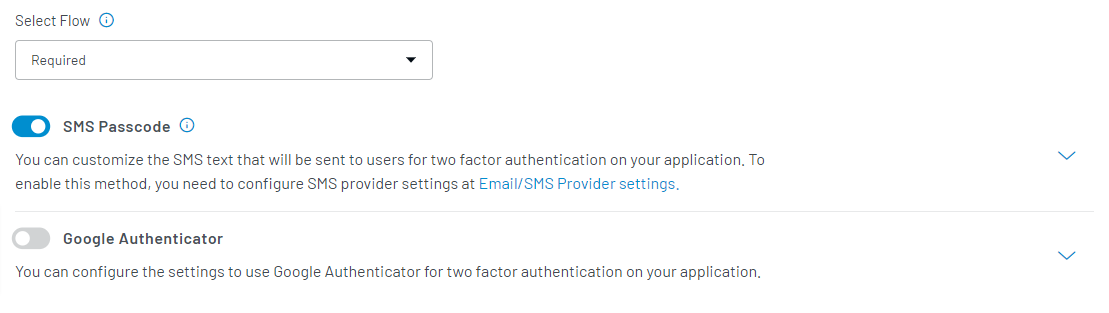 Select Flow
Required
SMS Passcode
You can customize the SMS text that will be sent to users for two factor authentication on your application. To
enable this method, you need to configure SMS provider settings at Email/SMS Provider settings.
Google Authenticator
You can configure the settings to use Google Authenticator for two factor authentication on your application.